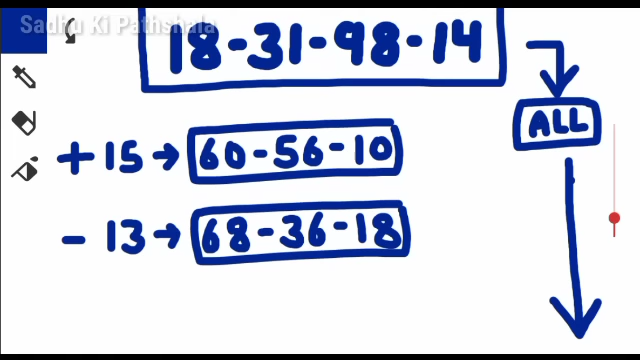 Sadhu Ki Pathshala
18-31-98-14
ALL
+ 15 → 60-56-10
- 13 → 68-36-18